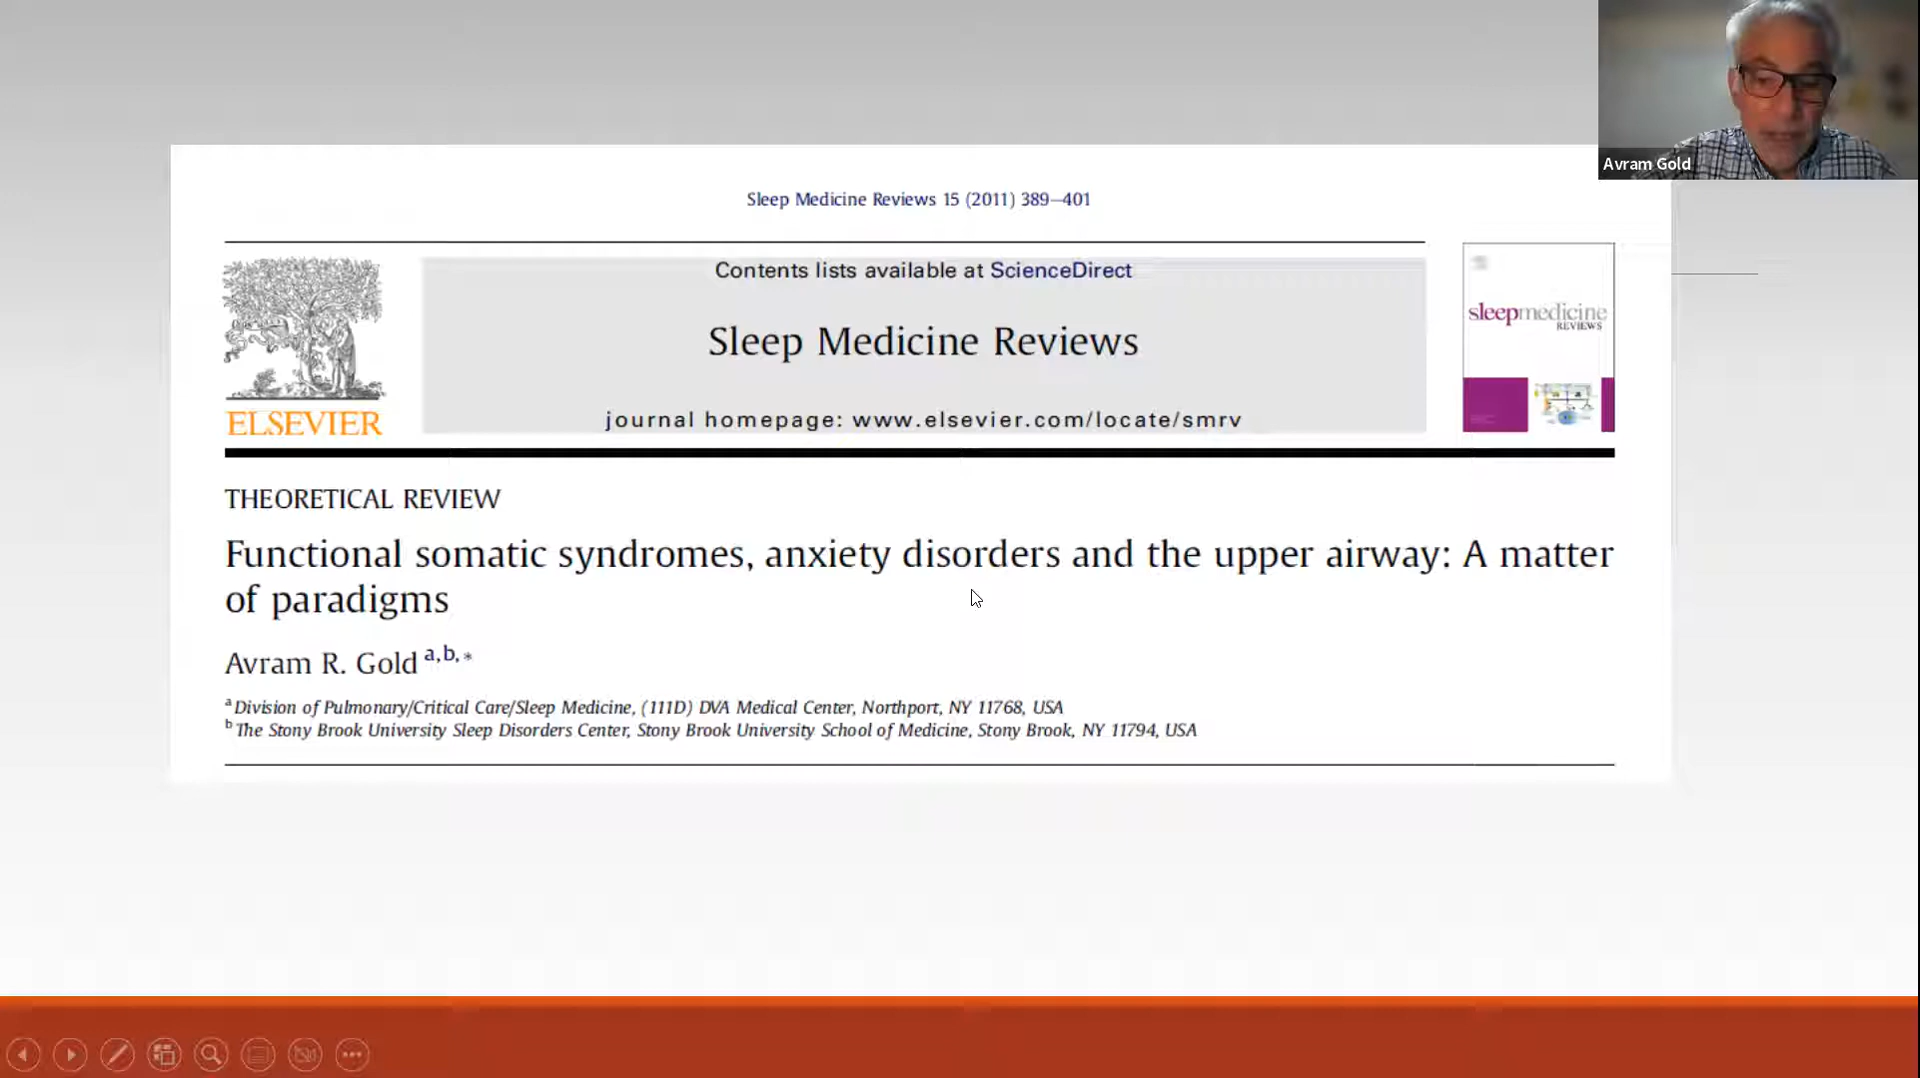 Avram Gold
Sleep Medicine Reviews 15 (2011) 389–401
Contents lists available at ScienceDirect
Sleep Medicine Reviews
journal homepage: www.elsevier.com/locate/smrv
ELSEVIER
sleepmedicine
REVIEWS
THEORETICAL REVIEW
Functional somatic syndromes, anxiety disorders and the upper airway: A matter
of paradigms
Avram R. Gold a,b,*
a Division of Pulmonary/Critical Care/Sleep Medicine, (111D) DVA Medical Center, Northport, NY 11768, USA
b The Stony Brook University Sleep Disorders Center, Stony Brook University School of Medicine, Stony Brook, NY 11794, USA